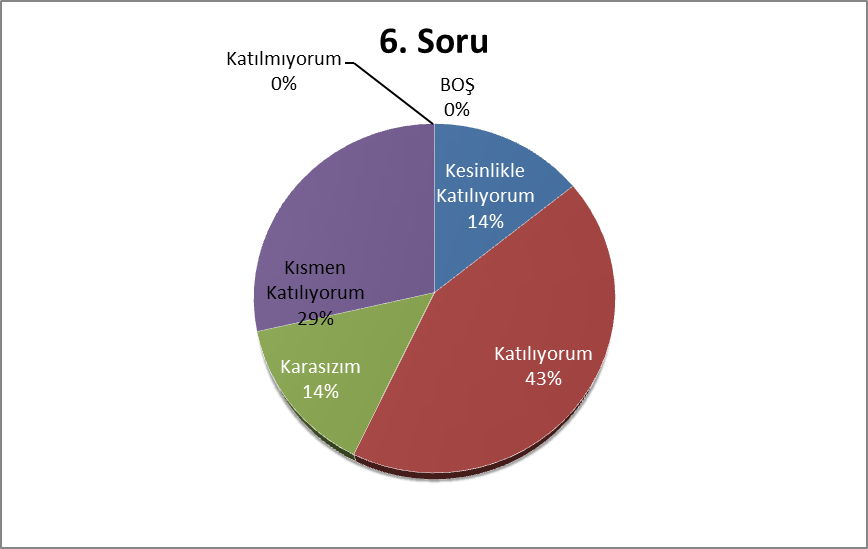 6. Soru
Katılmıyorum
0%
BOŞ
0%
Kesinlikle
Katılıyorum
14%
Kısmen
Katılıyorum
29%
Katılıyorum
43%
Karasızım
14%